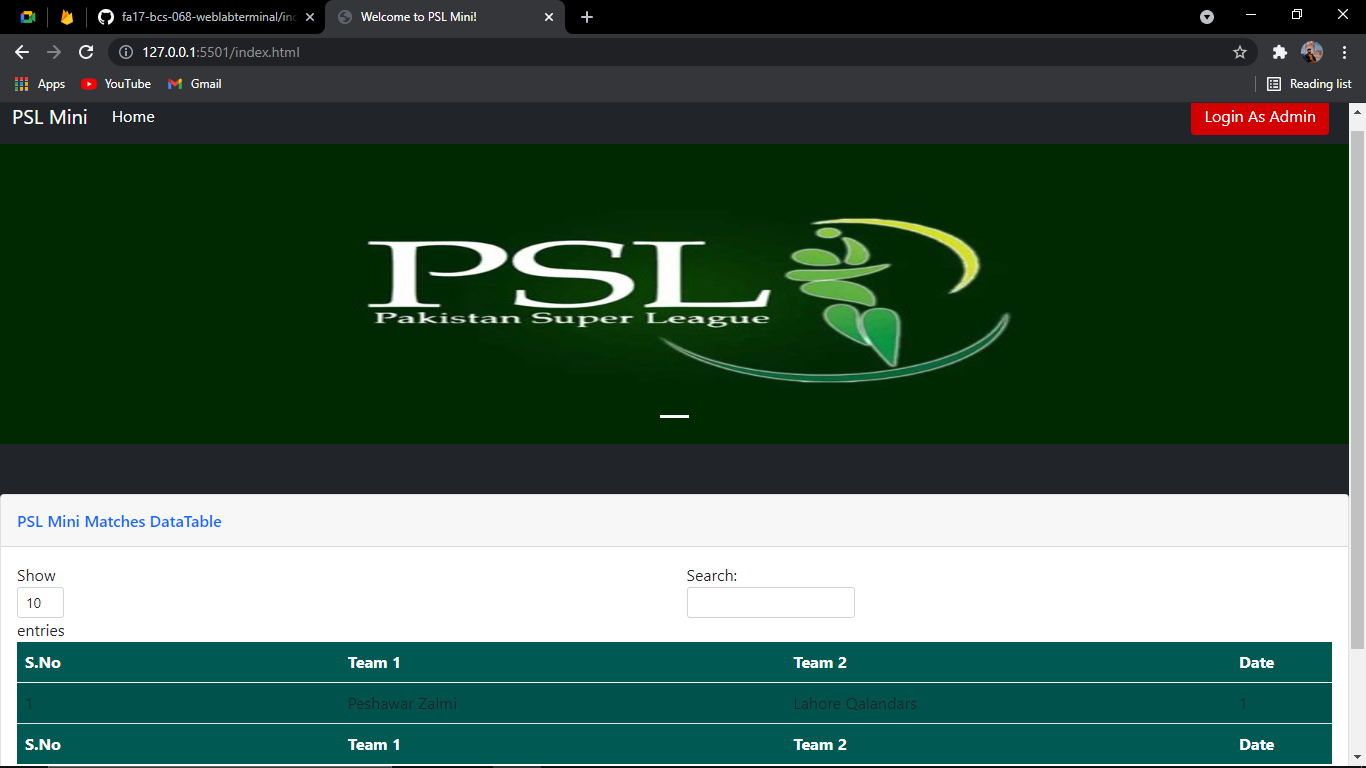 fa17-bcs-068-weblabterminal/inc
Welcome to PSL Mini!
127.0.0.1:5501/index.html
Apps YouTube Gmail Reading list
PSL Mini Home Login As Admin
PSL
Pakistan Super League
PSL Mini Matches DataTable
Show Search:
10
entries
S.No Team 1 Team 2 Date
1 Peshawar Zalmi Lahore Qalandars 1
S.No Team 1 Team 2 Date